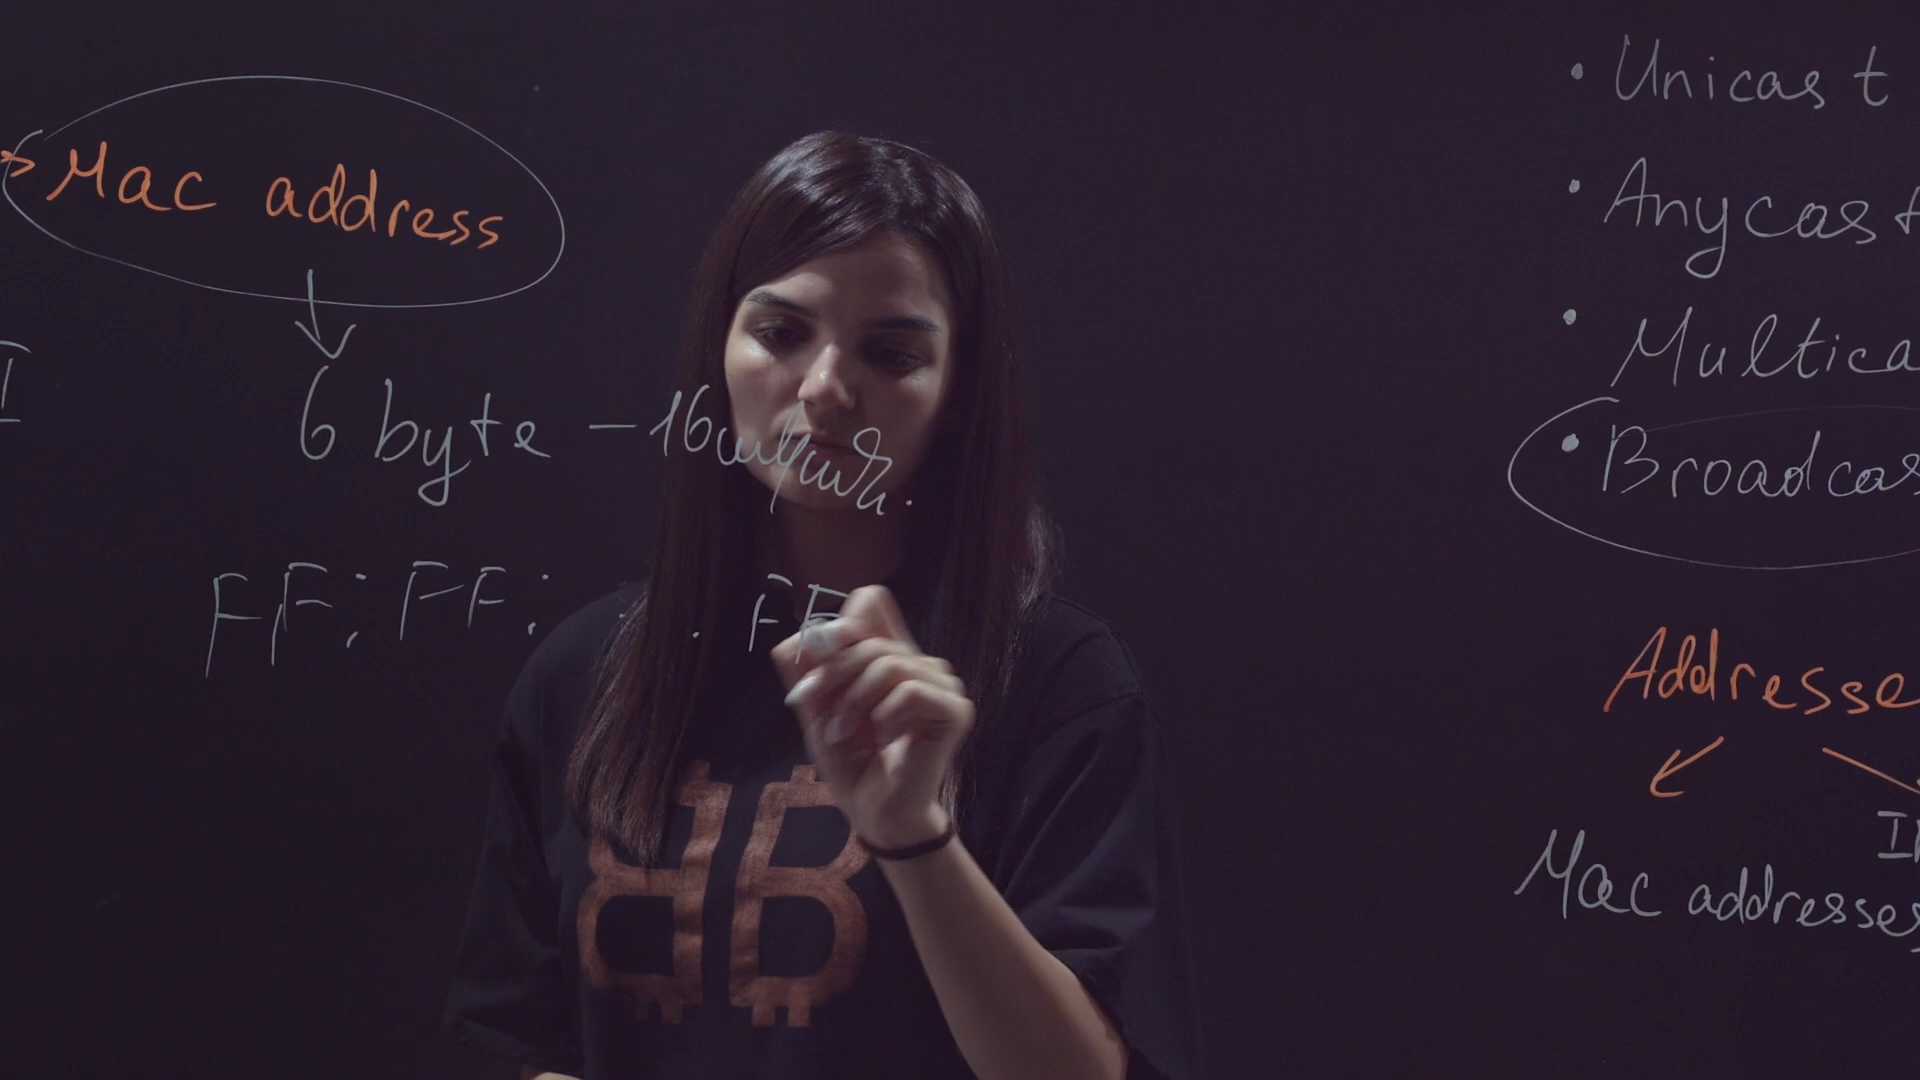 Mac address
6 byte - 16
FF: FF: . . FF
I
• Unicast
• Anycast
• Multica
• Broadcas
Addresse
Mac addresses